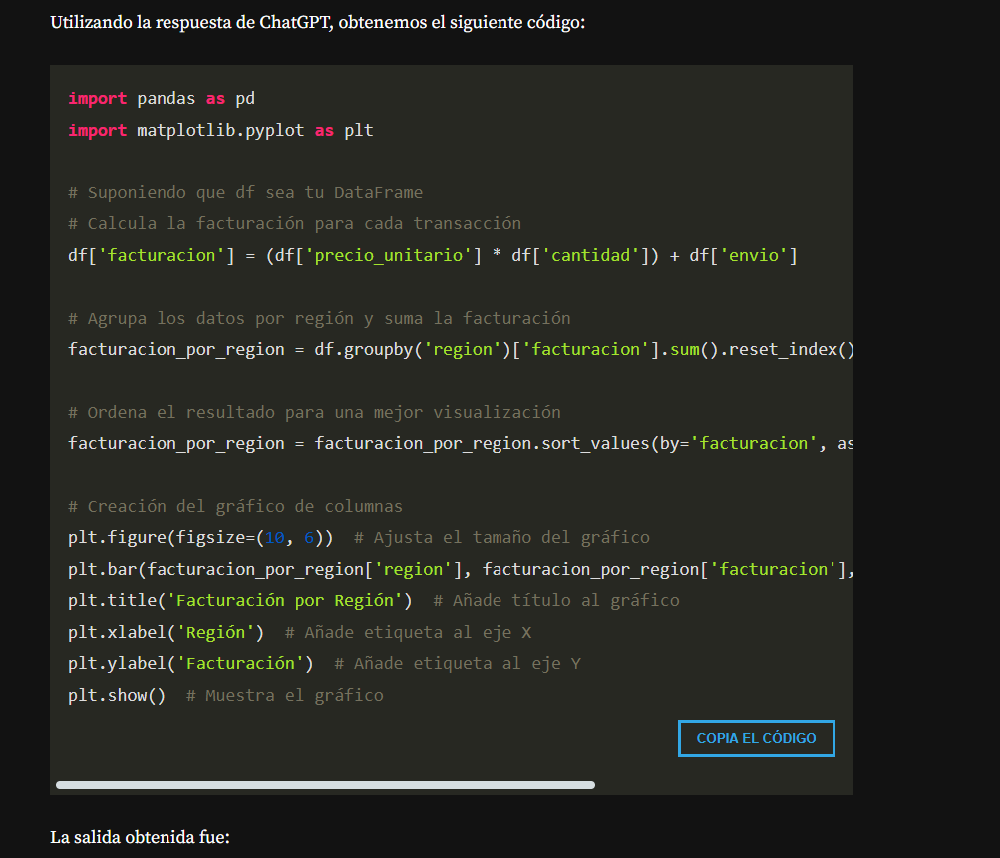 Utilizando la respuesta de ChatGPT, obtenemos el siguiente código:
import pandas as pd
import matplotlib.pyplot as plt
# Suponiendo que df sea tu DataFrame
# Calcula la facturación para cada transacción
df['facturacion'] = (df['precio_unitario'] * df['cantidad']) + df['envio']
# Agrupa los datos por región y suma la facturación
facturacion_por_region = df.groupby('region')['facturacion'].sum().reset_index()
# Ordena el resultado para una mejor visualización
facturacion_por_region = facturacion_por_region.sort_values(by='facturacion', as
# Creación del gráfico de columnas
plt.figure(figsize=(10, 6))  # Ajusta el tamaño del gráfico
plt.bar(facturacion_por_region['region'], facturacion_por_region['facturacion'],
plt.title('Facturación por Región')  # Añade título al gráfico
plt.xlabel('Región')  # Añade etiqueta al eje X
plt.ylabel('Facturación')  # Añade etiqueta al eje Y
plt.show()  # Muestra el gráfico
COPIA EL CÓDIGO
La salida obtenida fue: